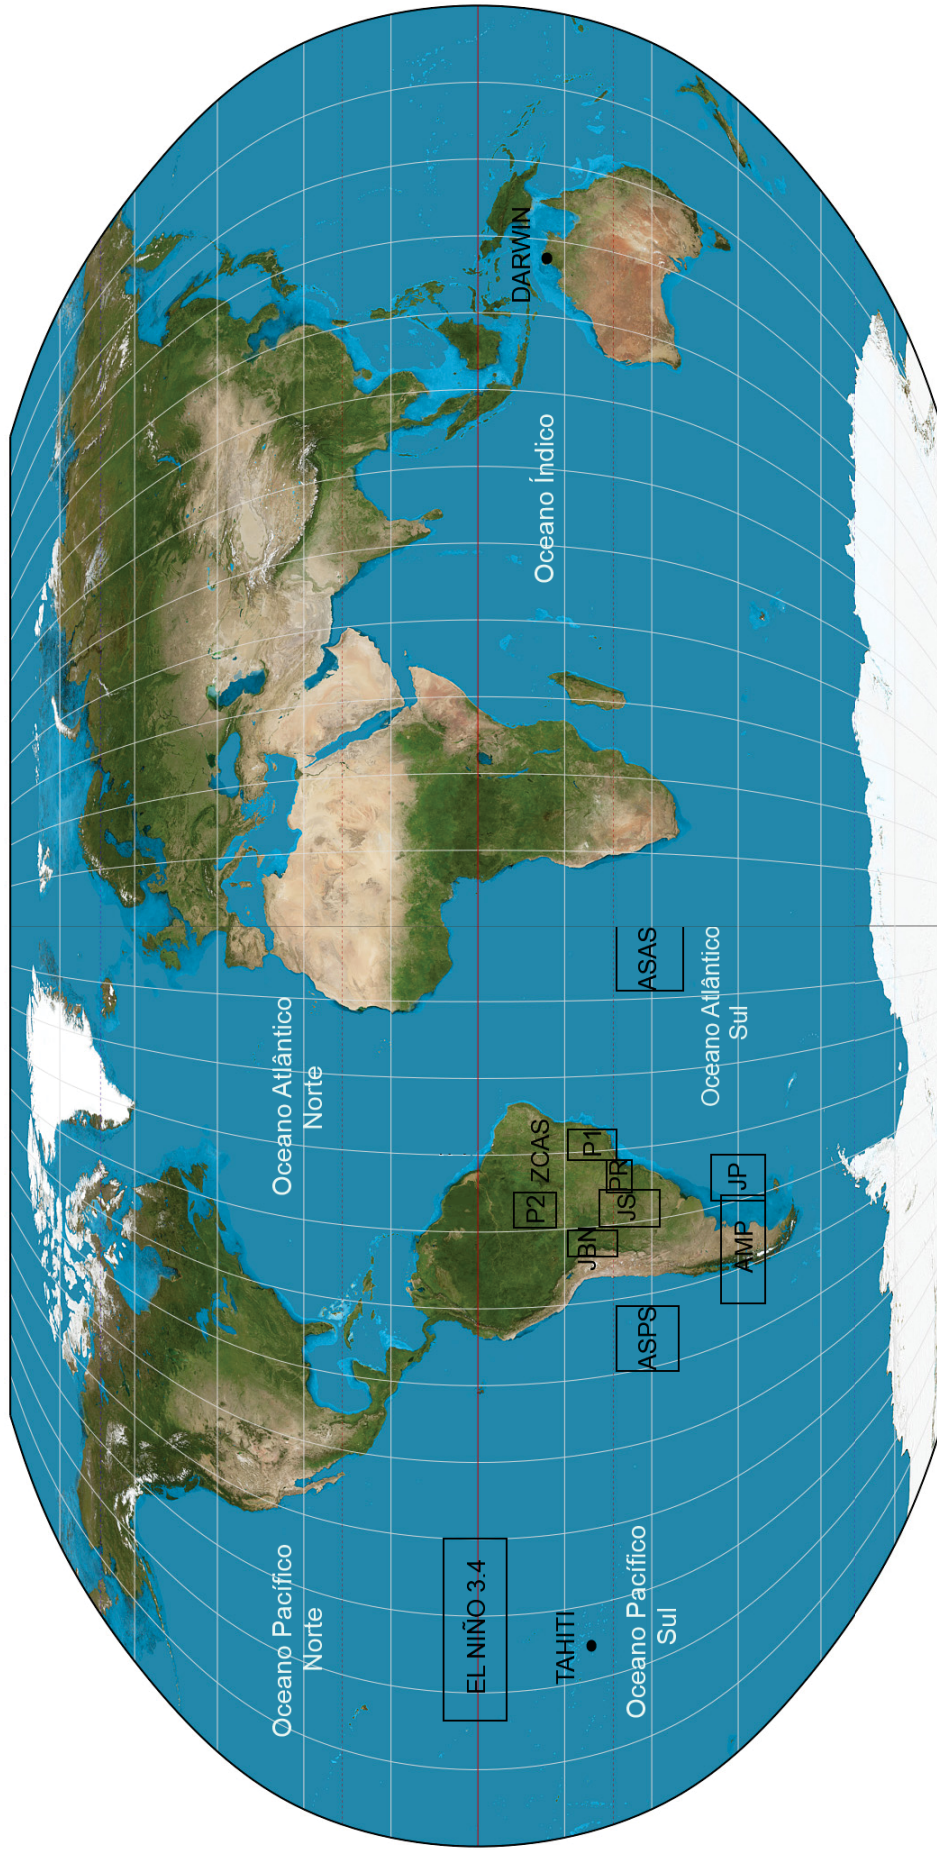 Oceano Pacífico
Norte
Oceano Atlântico
Norte
EL NIÑO 3.4
TAHITI
Oceano Pacífico
Sul
ZCAS
P2
P1
JBN
PR
JS
ASPS
ASAS
AMP
JP
Oceano Atlântico
Sul
Oceano Índico
DARWIN